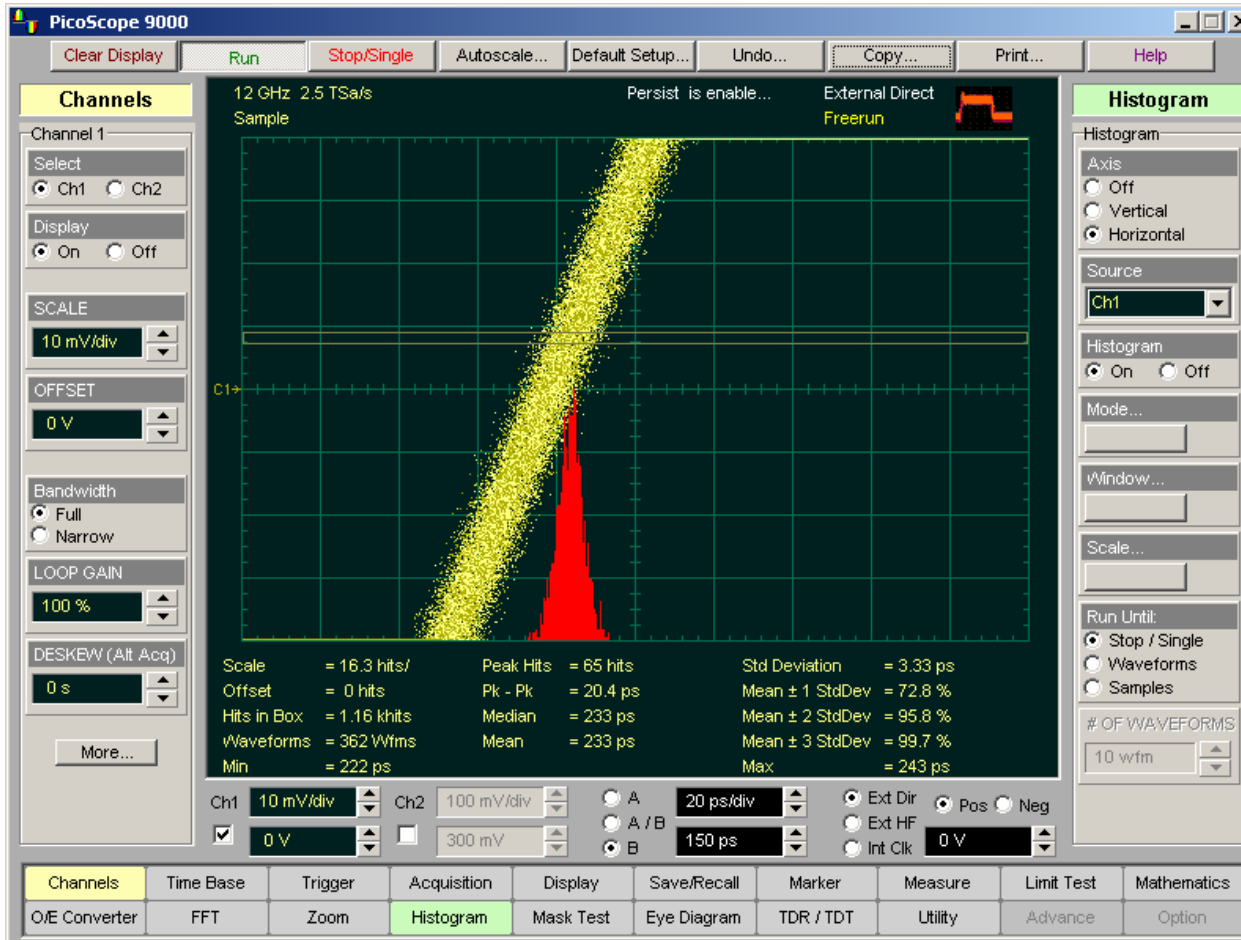 PicoScope 9000
Clear Display Run Stop/Single Autoscale... Default Setup... Undo... Copy... Print... Help
Channels
Channel 1
Select
Ch1 Ch2
Display
On Off
SCALE
10 mV/div
OFFSET
0 V
Bandwidth
Full
Narrow
LOOP GAIN
100 %
DESKEW (Alt Acq)
0 s
More...
12 GHz 2.5 TSa/s Persist is enable... External Direct
Sample Freerun
C1
Scale = 16.3 hits/ Peak Hits = 65 hits Std Deviation = 3.33 ps
Offset = 0 hits Pk - Pk = 20.4 ps Mean ± 1 StdDev = 72.8 %
Hits in Box = 1.16 khits Median = 233 ps Mean ± 2 StdDev = 95.8 %
Waveforms = 362 Wfms Mean = 233 ps Mean ± 3 StdDev = 99.7 %
Min = 222 ps Max = 243 ps
Histogram
Histogram
Axis
Off
Vertical
Horizontal
Source
Ch1
Histogram
On Off
Mode...
Window...
Scale...
Run Until:
Stop / Single
Waveforms
Samples
# OF WAVEFORMS
10 wfm
Ch1 10 mV/div Ch2 100 mV/div A 20 ps/div Ext Dir Pos Neg
A / B Ext HF
0 V 300 mV B 150 ps Int Clk 0 V
Channels Time Base Trigger Acquisition Display Save/Recall Marker Measure Limit Test Mathematics
O/E Converter FFT Zoom Histogram Mask Test Eye Diagram TDR / TDT Utility Advance Option